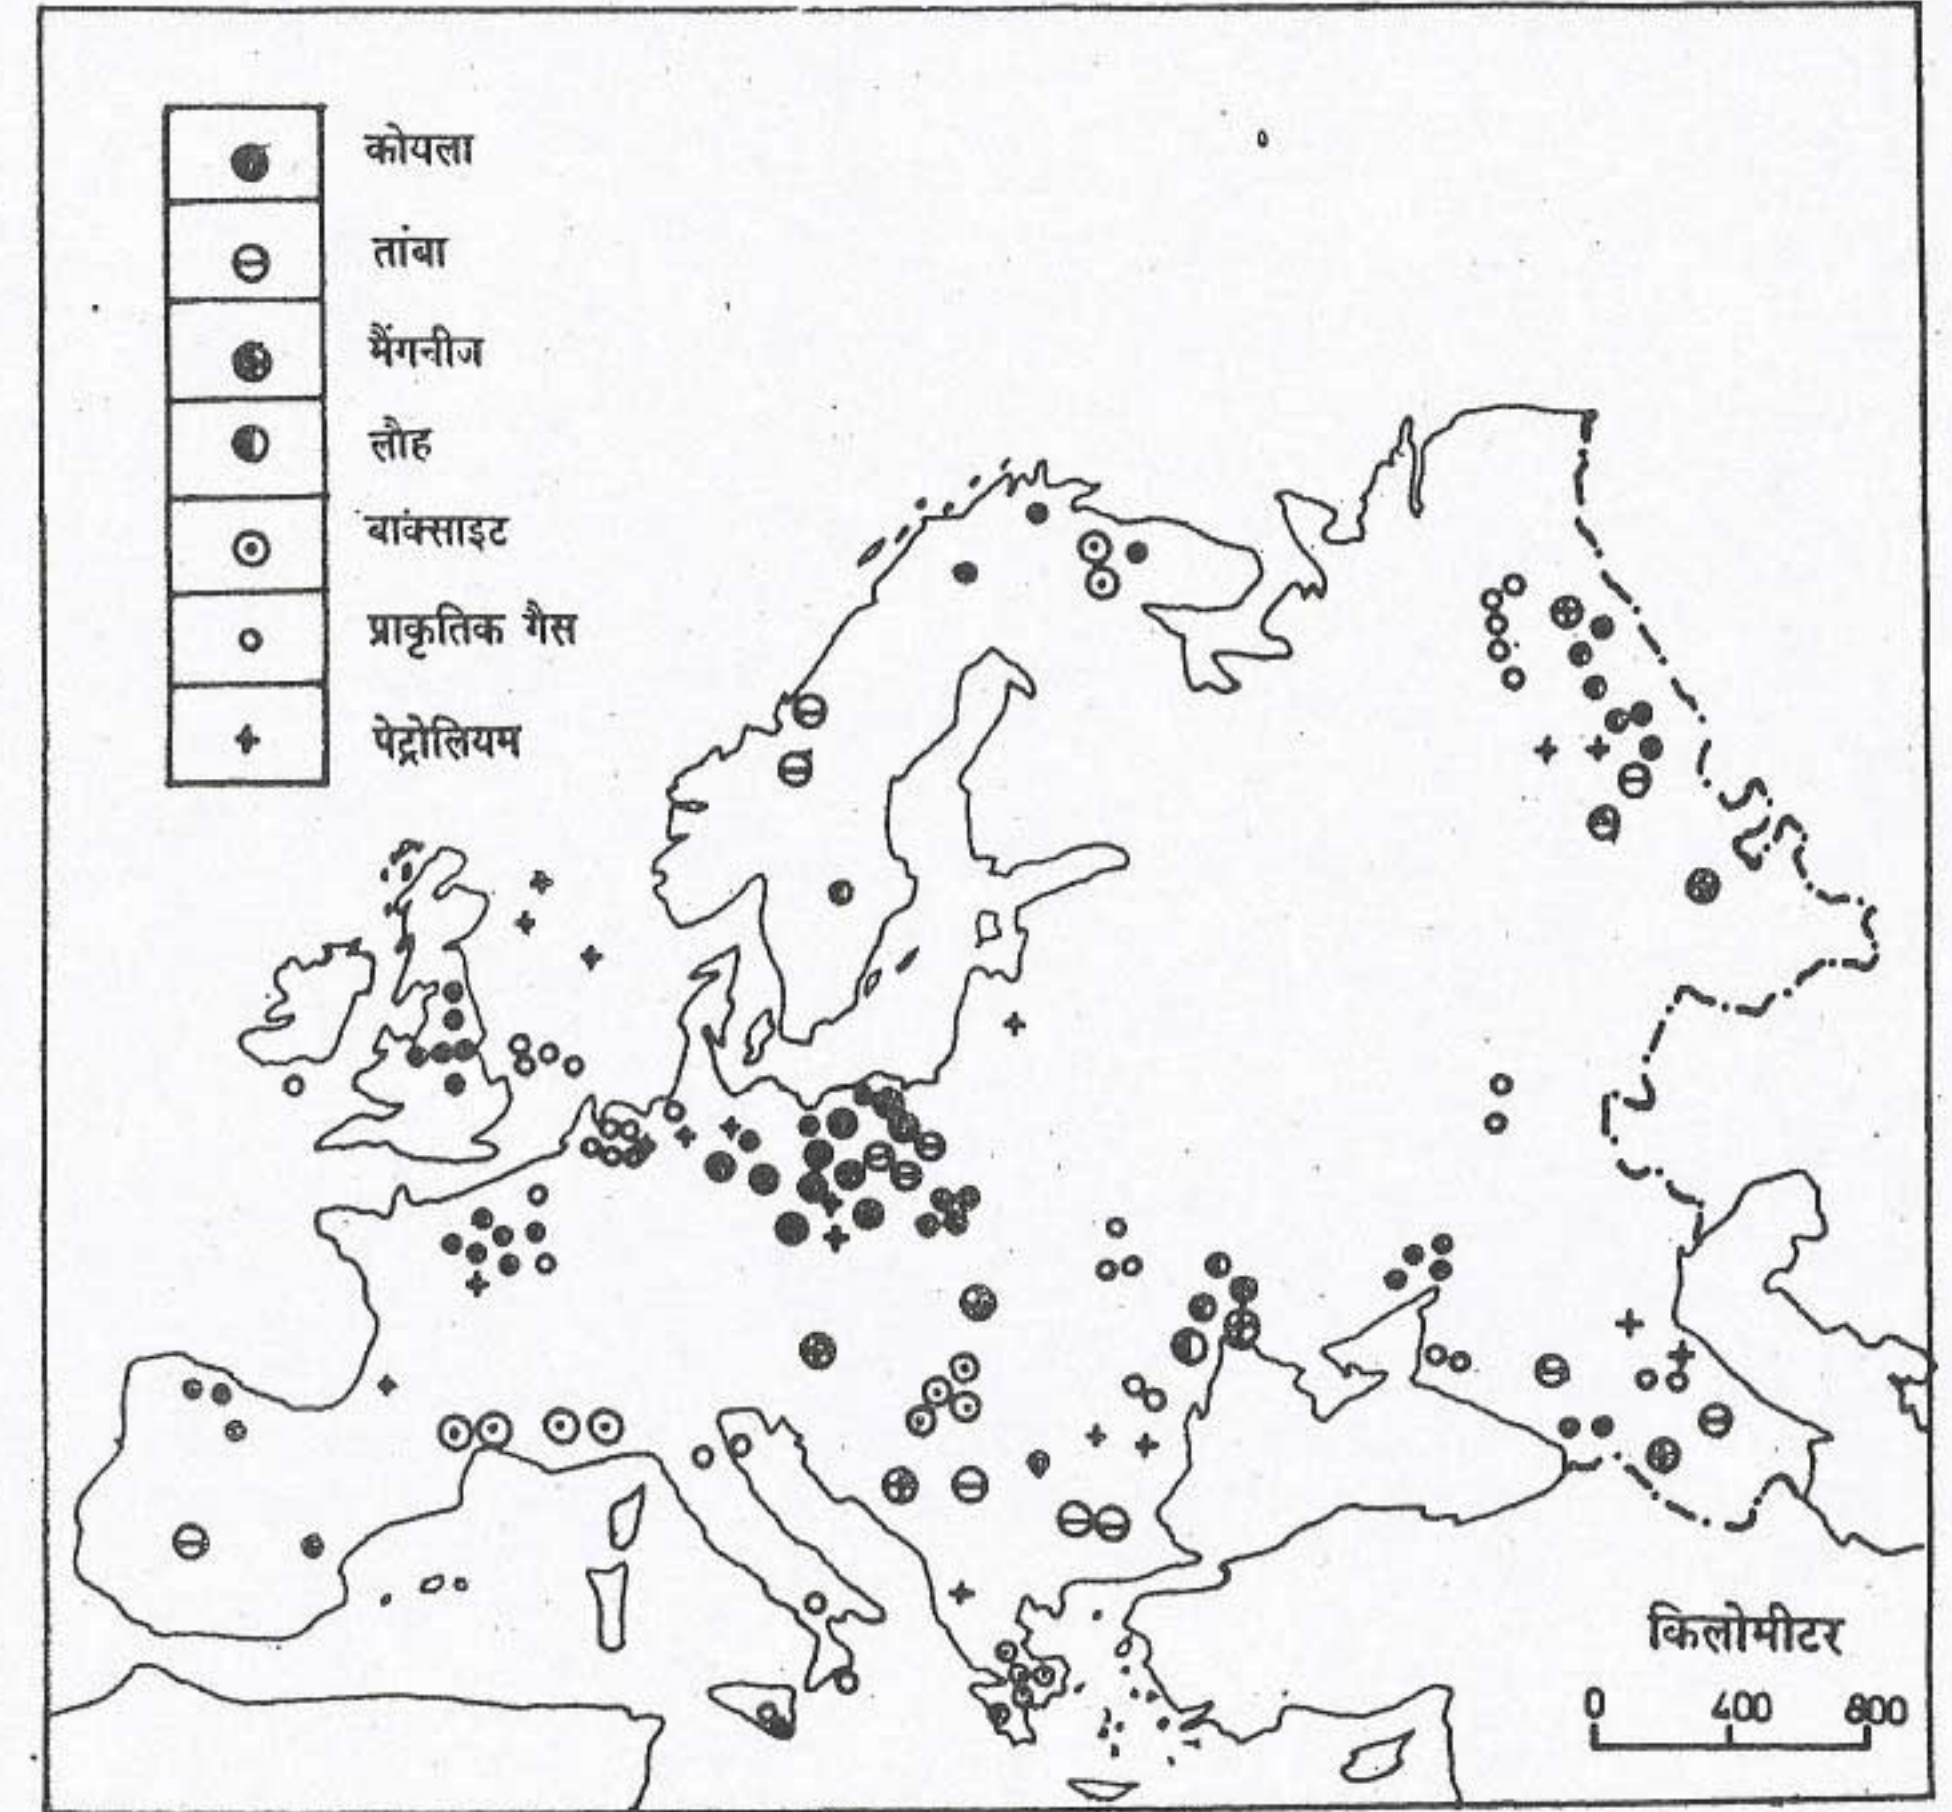 कोयला
तांबा
मैंगनीज
लौह
बाक्साइट
प्राकृतिक गैस
पेट्रोलियम
किलोमीटर
0 400 800